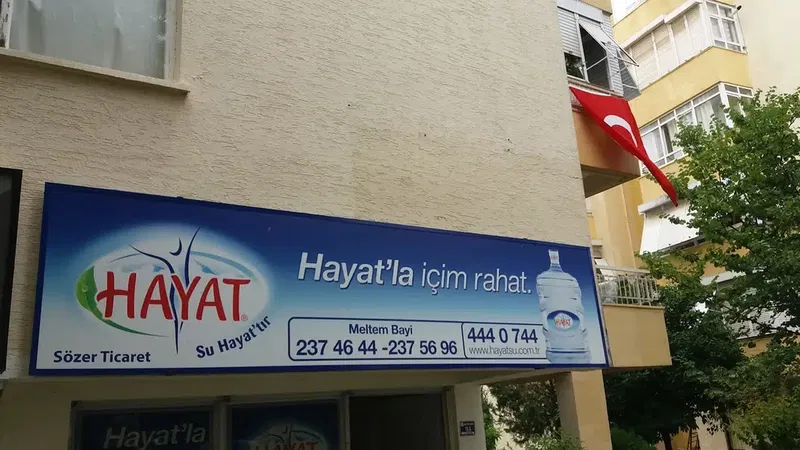 HAYAT
Su Hayat'tır
Sözer Ticaret
Hayat'la içim rahat.
Meltem Bayi
237 46 44 -237 56 96
444 0 744
www.hayatsu.com.tr
Hayat'la
HAYAT